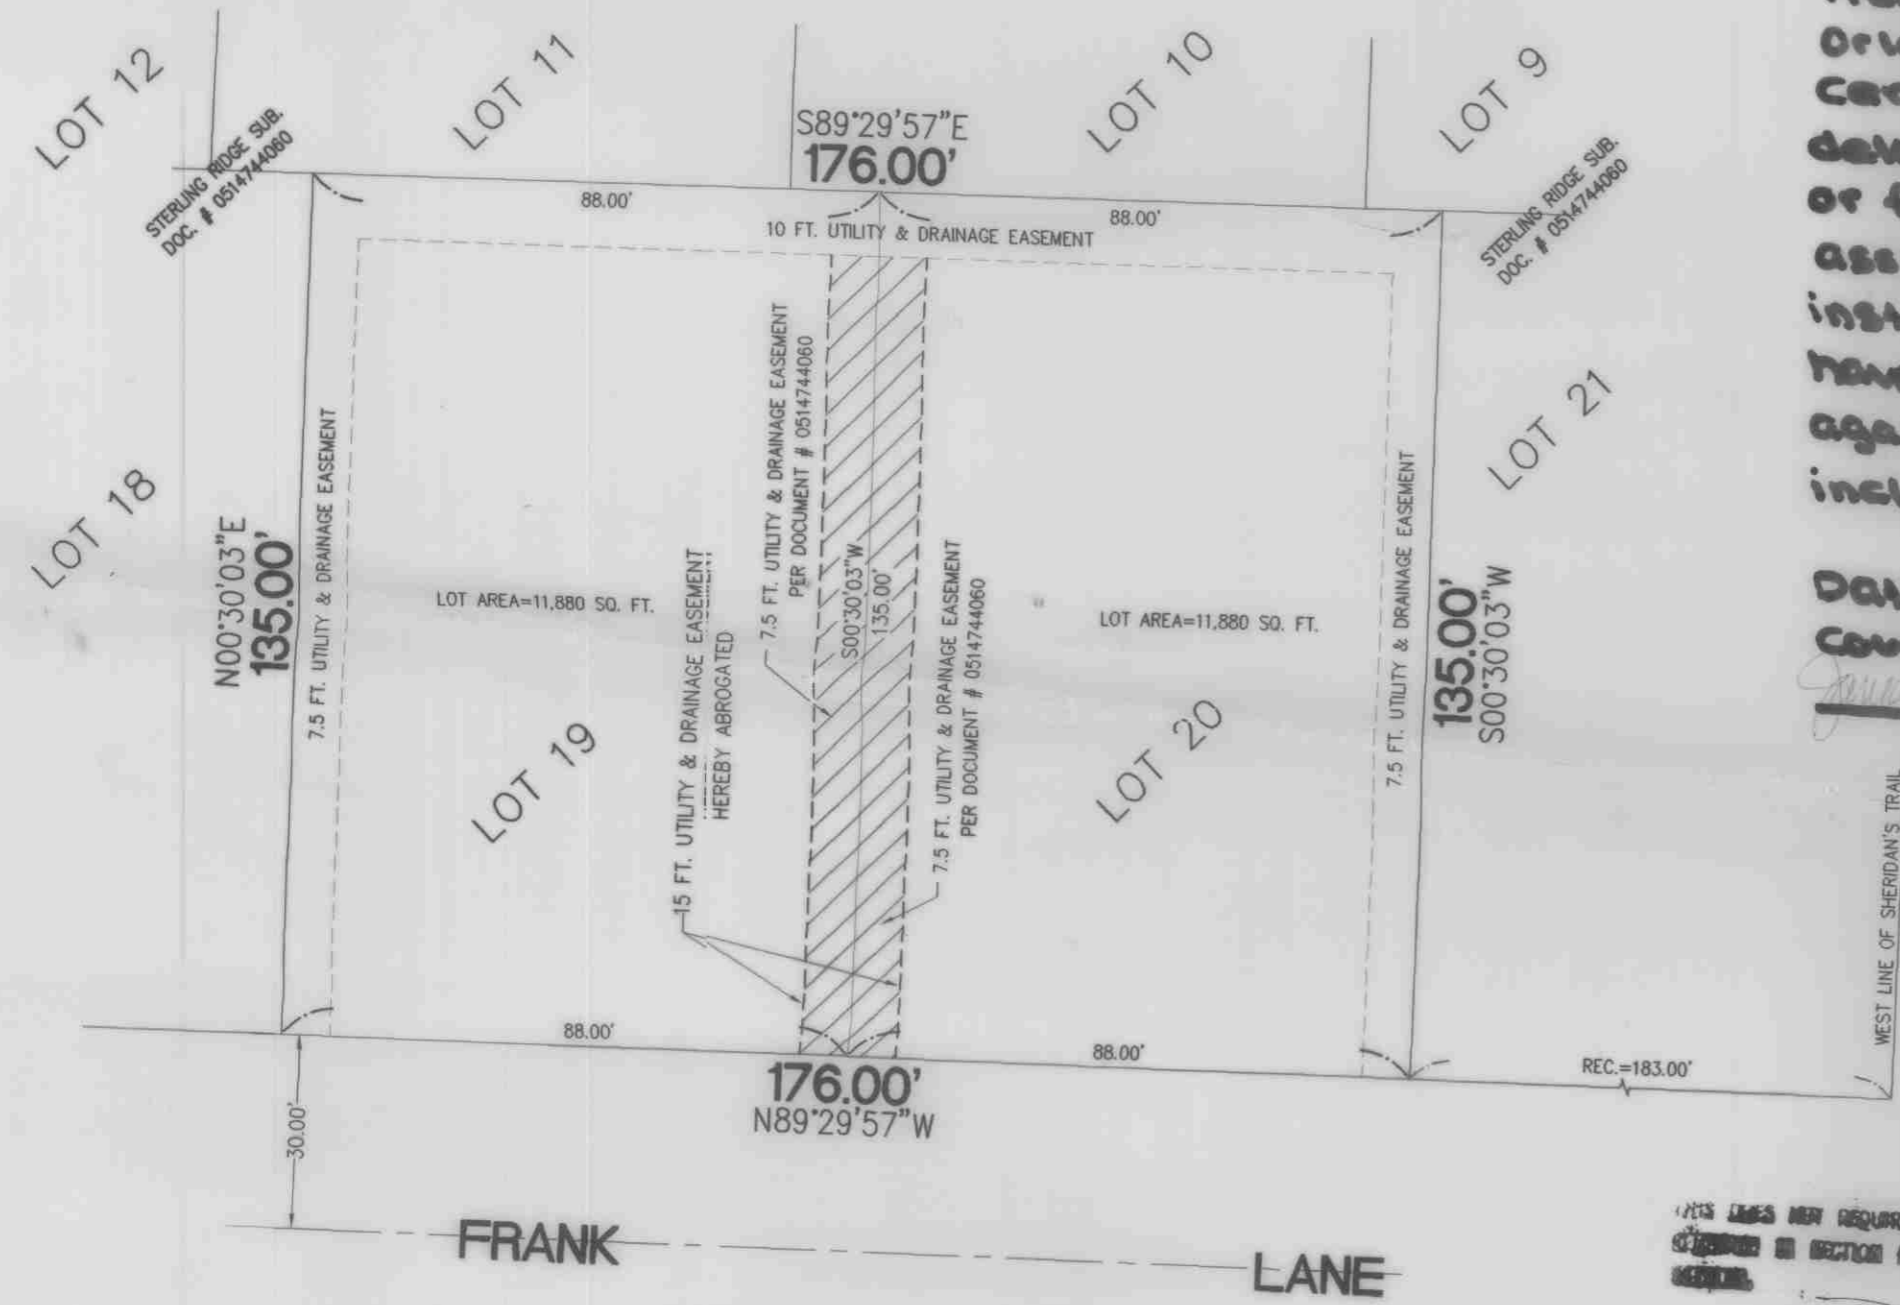 LOT 12
LOT 11
LOT 10
LOT 9
STERLING RIDGE SUB.
DOC. # 0514744060
S89°29'57"E
176.00'
88.00'
88.00'
10 FT. UTILITY & DRAINAGE EASEMENT
STERLING RIDGE SUB.
DOC. # 0514744060
LOT 18
N00°30'03"E
135.00'
7.5 FT. UTILITY & DRAINAGE EASEMENT
LOT AREA=11,880 SQ. FT.
LOT 19
15 FT. UTILITY & DRAINAGE EASEMENT
HEREBY ABROGATED
7.5 FT. UTILITY & DRAINAGE EASEMENT
PER DOCUMENT # 0514744060
S00°30'03"W
135.00'
7.5 FT. UTILITY & DRAINAGE EASEMENT
PER DOCUMENT # 0514744060
LOT AREA=11,880 SQ. FT.
LOT 20
7.5 FT. UTILITY & DRAINAGE EASEMENT
135.00'
S00°30'03"W
LOT 21
88.00'
176.00'
N89°29'57"W
88.00'
REC.=183.00'
WEST LINE OF SHERIDAN'S TRAIL
30.00'
FRANK LANE
or